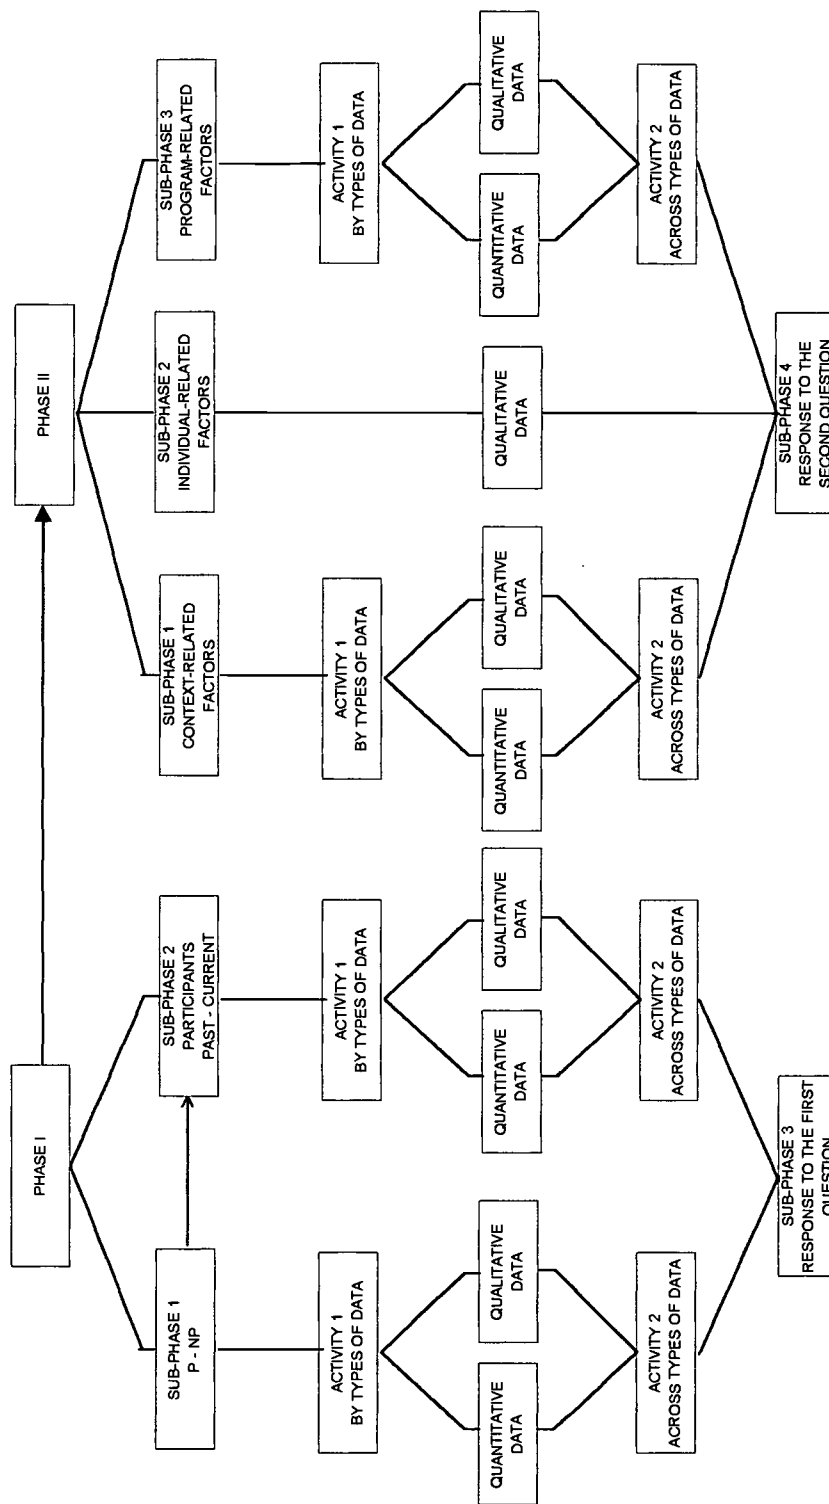 PHASE I
PHASE II
SUB-PHASE 1
P - NP
SUB-PHASE 2
PARTICIPANTS
PAST - CURRENT
SUB-PHASE 1
CONTEXT-RELATED
FACTORS
SUB-PHASE 2
INDIVIDUAL-RELATED
FACTORS
SUB-PHASE 3
PROGRAM-RELATED
FACTORS
ACTIVITY 1
BY TYPES OF DATA
ACTIVITY 1
BY TYPES OF DATA
ACTIVITY 1
BY TYPES OF DATA
ACTIVITY 1
BY TYPES OF DATA
QUANTITATIVE
DATA
QUALITATIVE
DATA
QUANTITATIVE
DATA
QUALITATIVE
DATA
QUANTITATIVE
DATA
QUALITATIVE
DATA
QUALITATIVE
DATA
QUANTITATIVE
DATA
QUALITATIVE
DATA
ACTIVITY 2
ACROSS TYPES OF DATA
ACTIVITY 2
ACROSS TYPES OF DATA
ACTIVITY 2
ACROSS TYPES OF DATA
ACTIVITY 2
ACROSS TYPES OF DATA
SUB-PHASE 3
RESPONSE TO THE FIRST
QUESTION
SUB-PHASE 4
RESPONSE TO THE
SECOND QUESTION